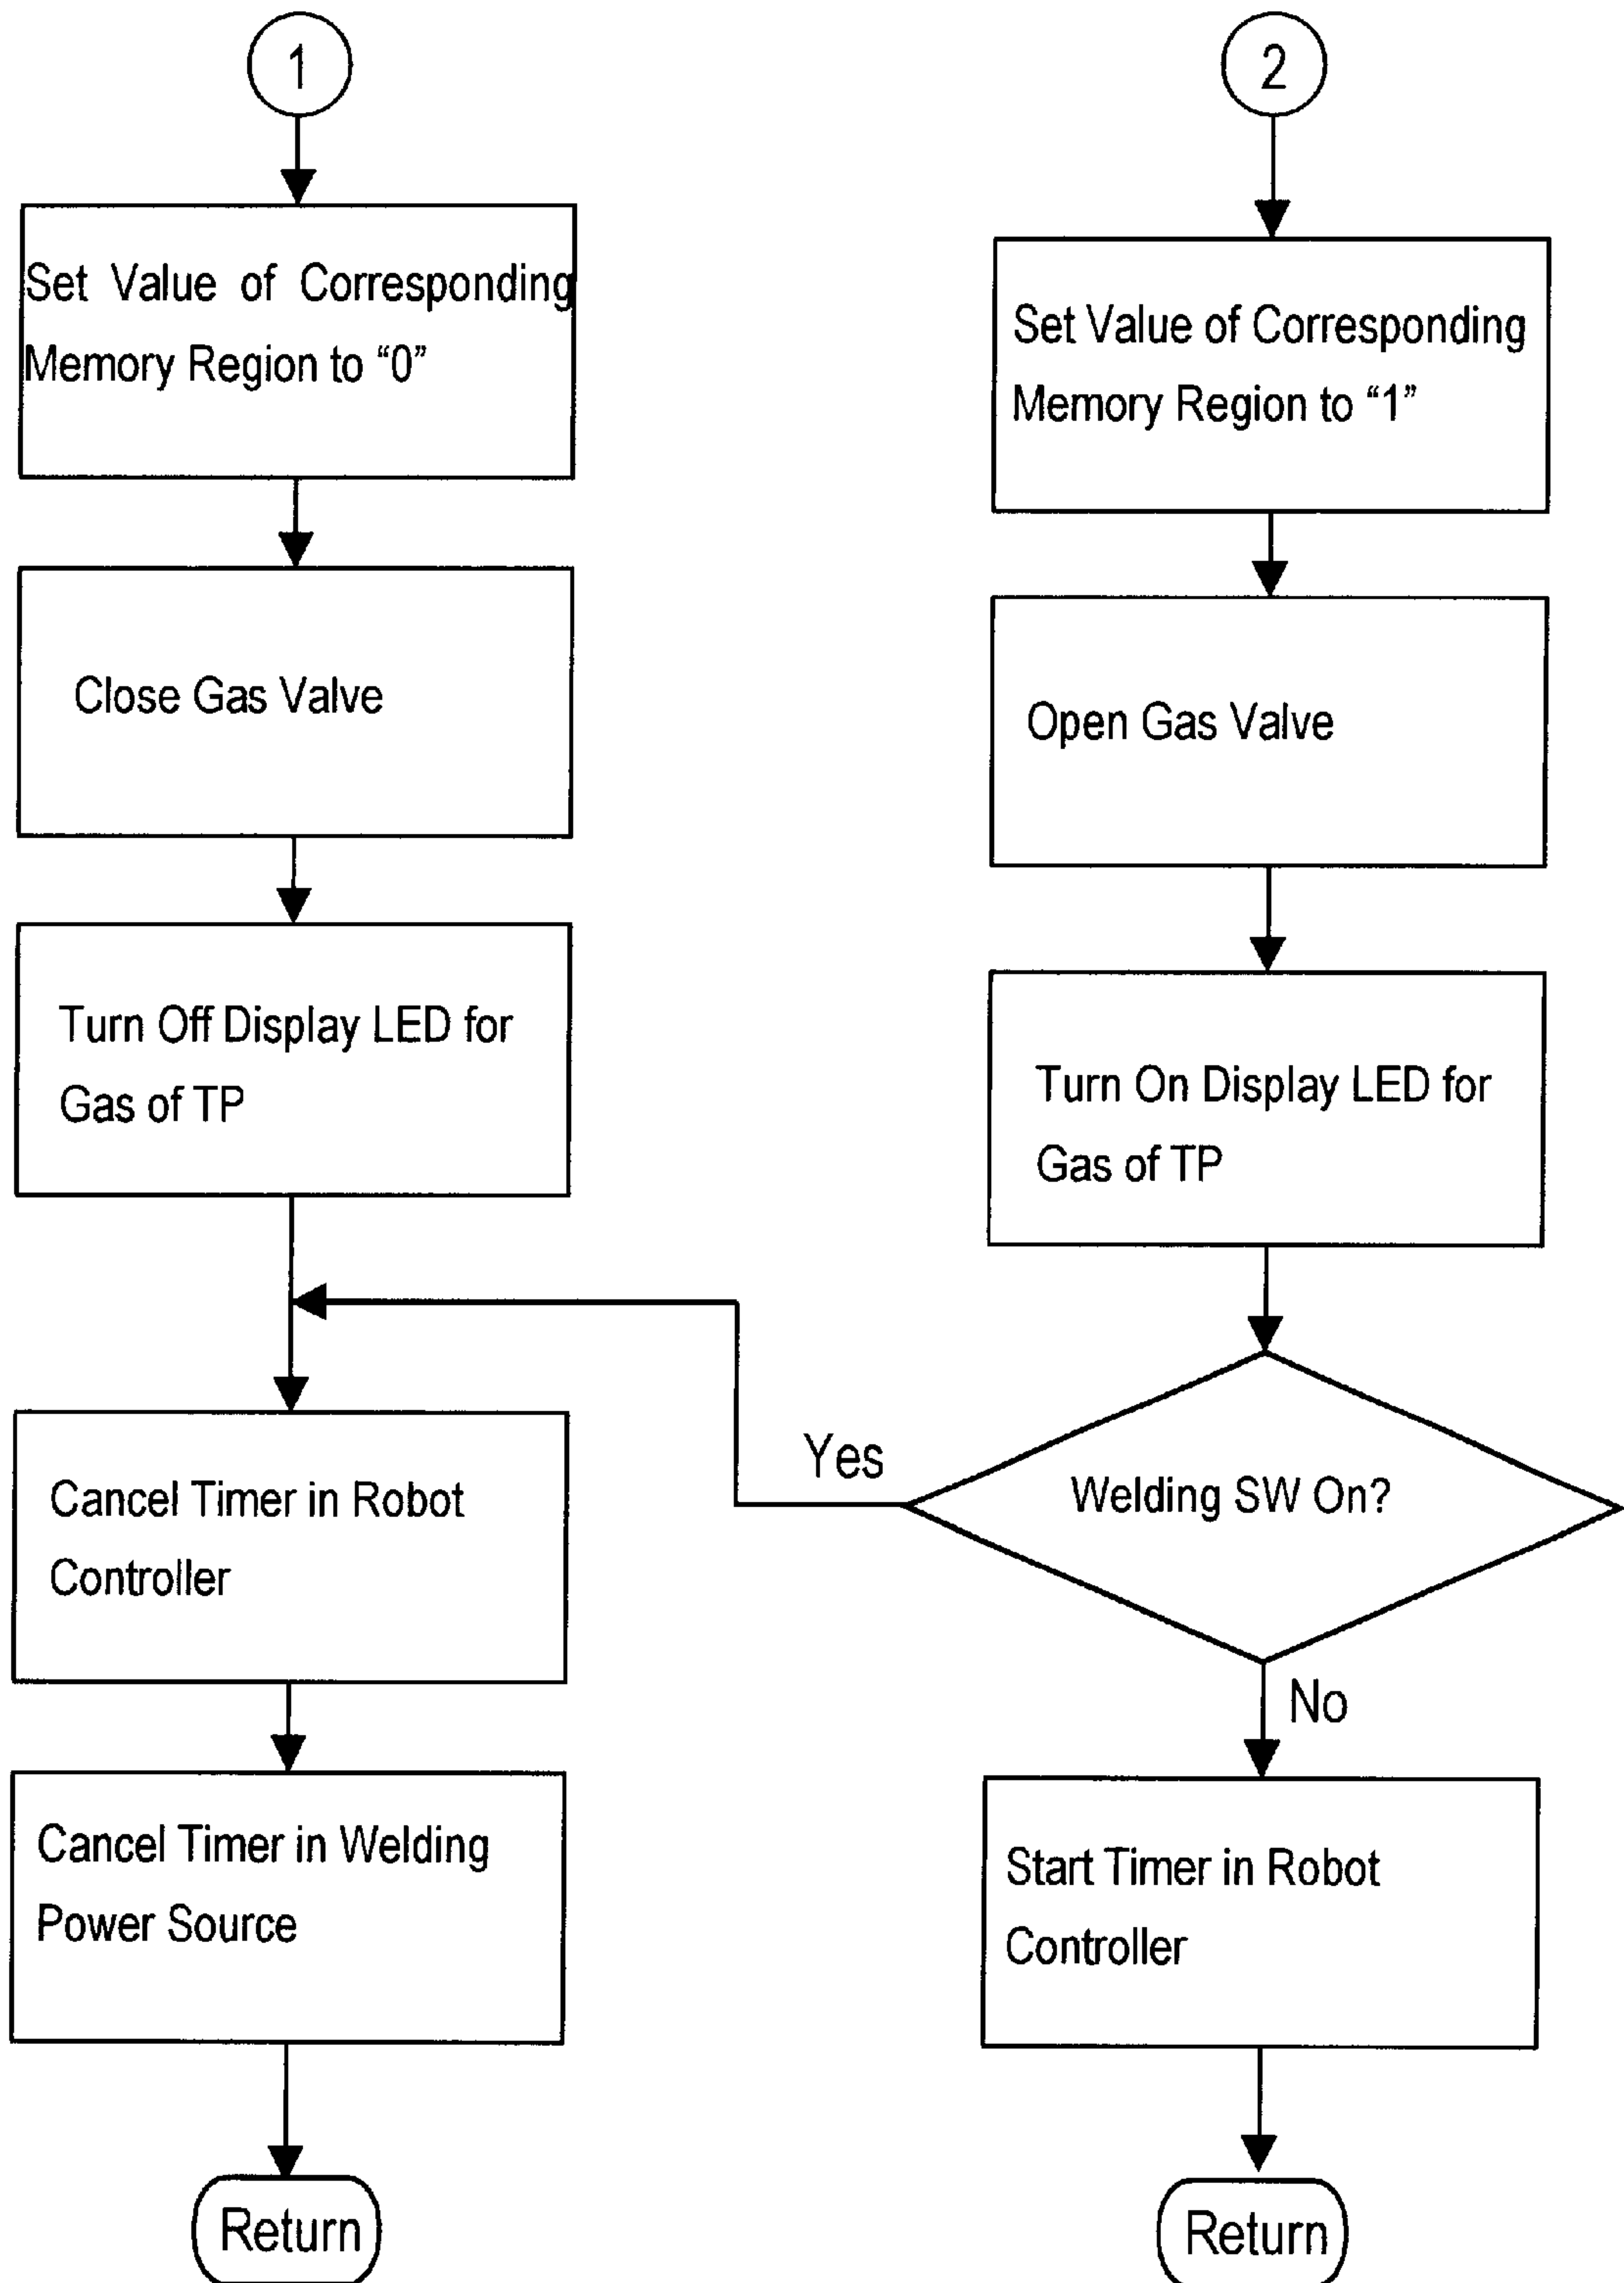 1
Set Value of Corresponding
Memory Region to “0”
Close Gas Valve
Turn Off Display LED for
Gas of TP
Cancel Timer in Robot
Controller
Cancel Timer in Welding
Power Source
Return
2
Set Value of Corresponding
Memory Region to “1”
Open Gas Valve
Turn On Display LED for
Gas of TP
Welding SW On?
Yes
No
Start Timer in Robot
Controller
Return